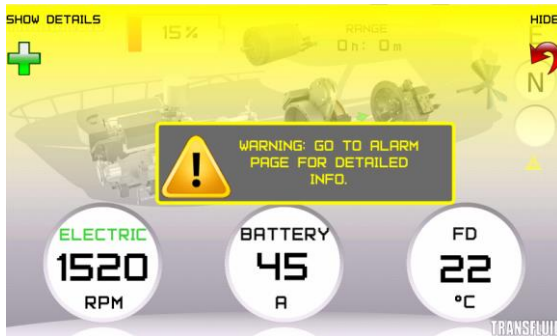 SHOW DETAILS
HIDE
15%
RANGE
0h: 0m
N
WARNING: GO TO ALARM
PAGE FOR DETAILED
INFO.
ELECTRIC
1520
RPM
BATTERY
45
A
FD
22
°C
TRANSFLUID